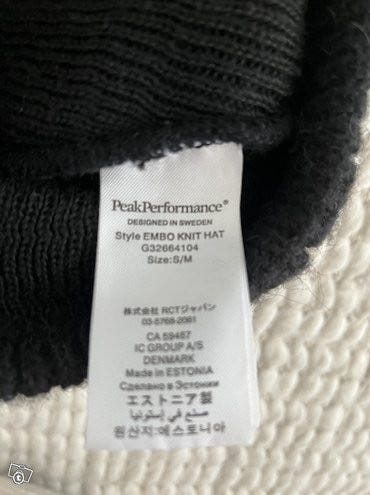 PeakPerformance®
DESIGNED IN SWEDEN
Style EMBO KNIT HAT
G32664104
Size:S/M
株式会社 RCTジャパン
03-5768-2061
CA 59467
IC GROUP A/S
DENMARK
Made in ESTONIA
Сделано в Эстонии
エストニア製
صنع في إستونيا
원산지:에스토니아